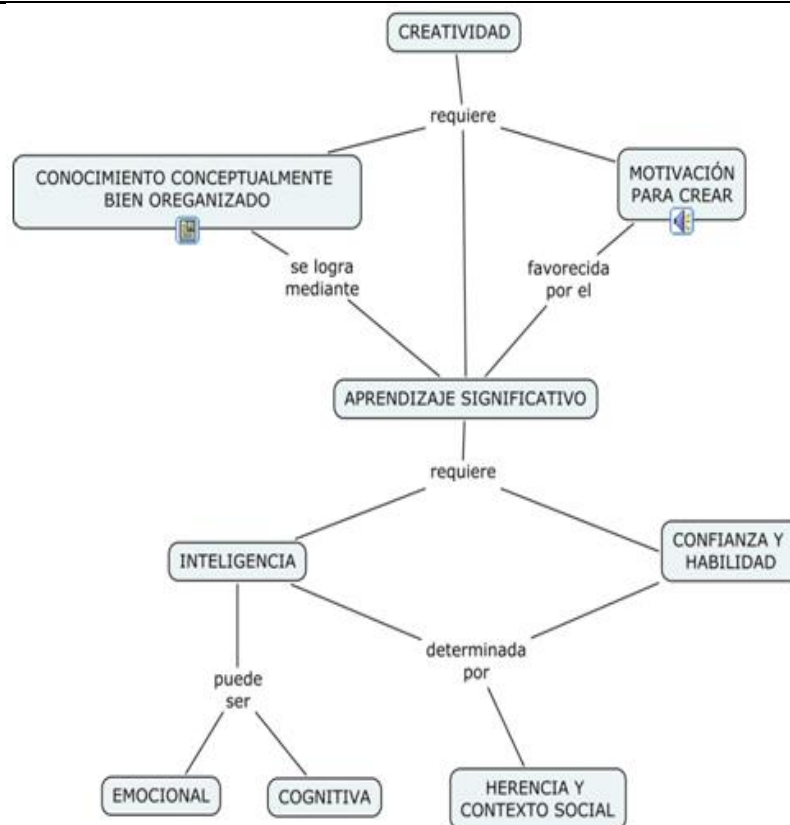 CREATIVIDAD
requiere
CONOCIMIENTO CONCEPTUALMENTE
BIEN OREGANIZADO
MOTIVACIÓN
PARA CREAR
se logra
mediante
favorecida
por el
APRENDIZAJE SIGNIFICATIVO
requiere
INTELIGENCIA
CONFIANZA Y
HABILIDAD
determinada
por
puede
ser
EMOCIONAL
COGNITIVA
HERENCIA Y
CONTEXTO SOCIAL